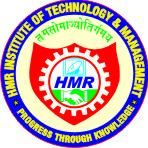 HMR INSTITUTE OF TECHNOLOGY & MANAGEMENT
तमसोमाज्योतिर्गमय
HMR
* PROGRESS THROUGH KNOWLEDGE *